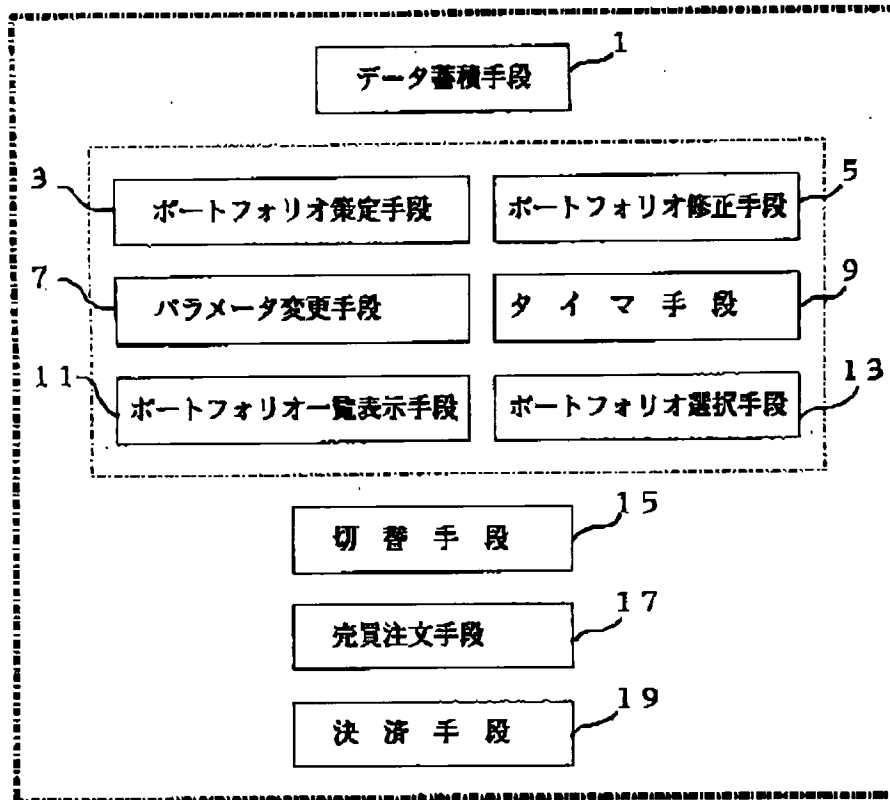 1
データ蓄積手段
3
ポートフォリオ策定手段
5
ポートフォリオ修正手段
7
パラメータ変更手段
9
タイマ手段
11
ポートフォリオ一覧表示手段
13
ポートフォリオ選択手段
15
切替手段
17
売買注文手段
19
決済手段